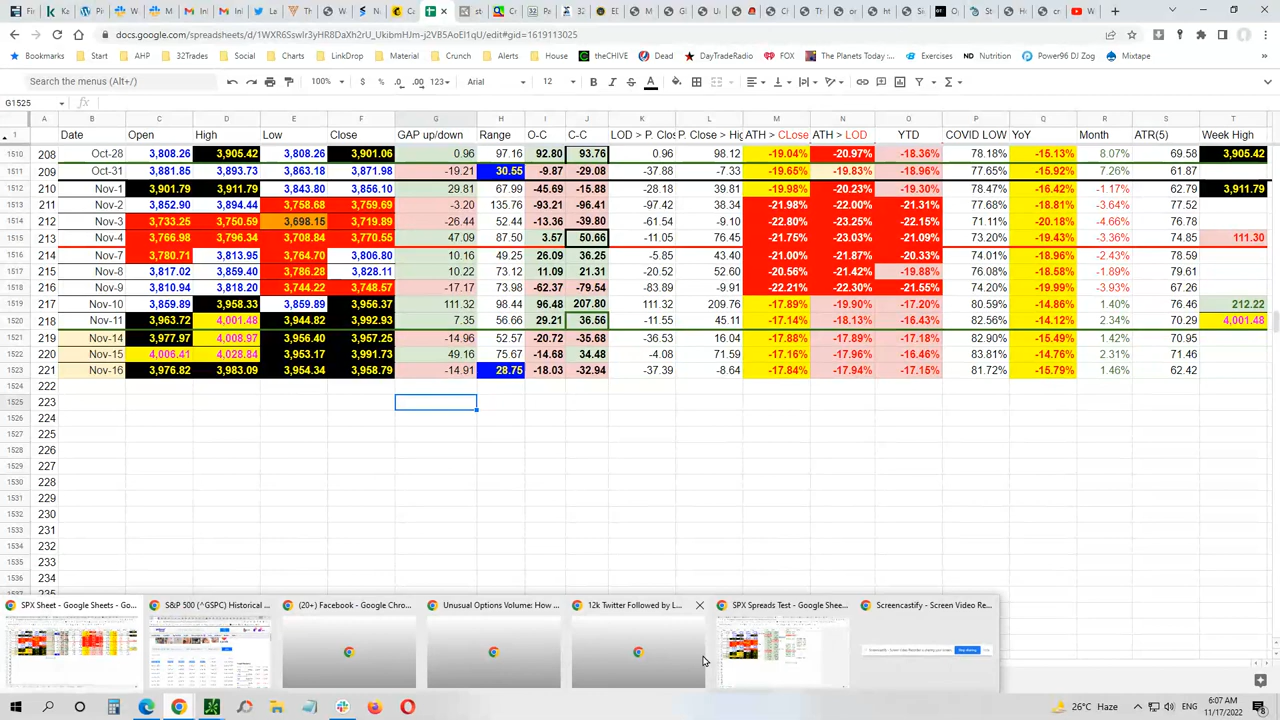 Th
W
S
N
Ca
st
33
32
BD
M
G
Ur
ht
GT
O
St
Ht
co
W
docs.google.com/spreadsheets/d/1WXR6SswIr3yHR8DaXh2rU_UkibmHJm-j2VB5AoEI1qU/edit#gid=1619113025
Bookmarks Start AHP 32Trades Social Charts LinkDrop Material Crunch Alerts House theCHIVE Dead DayTradeRadio FOX The Planets Today :... Exercises Nutrition Power96 DJ Zog Mixtape
Search the menus (Alt+/) 100% $ % .0 .00 123 Arial 12 B I S A
G1525 fx
A B C D E F G H I J K L M N O P Q R S T
1 Date Open High Low Close GAP up/down Range O-C C-C LOD > P. Clos P. Close > Hig ATH > CLose ATH > LOD YTD COVID LOW YoY Month ATR(5) Week High
1510 208 Oct-28 3,808.26 3,905.42 3,808.26 3,901.06 0.96 97.16 92.80 93.76 0.96 98.12 -19.04% -20.97% -18.36% 78.18% -15.13% 8.07% 69.58 3,905.42
1511 209 Oct-31 3,881.85 3,893.73 3,863.18 3,871.98 -19.21 30.55 -9.87 -29.08 -37.88 -7.33 -19.65% -19.83% -18.96% 77.65% -15.92% 7.26% 61.87
1512 210 Nov-1 3,901.79 3,911.79 3,843.80 3,856.10 29.81 67.99 -45.69 -15.88 -28.18 39.81 -19.98% -20.23% -19.30% 78.47% -16.42% -1.17% 62.79 3,911.79
1513 211 Nov-2 3,852.90 3,894.44 3,758.68 3,759.69 -3.20 135.76 -93.21 -96.41 -97.42 38.34 -21.98% -22.00% -21.31% 77.68% -18.81% -3.64% 77.52
1514 212 Nov-3 3,733.25 3,750.59 3,698.15 3,719.89 -26.44 52.44 -13.36 -39.80 -61.54 -9.10 -22.80% -23.25% -22.15% 71.11% -20.18% -4.66% 76.78
1515 213 Nov-4 3,766.98 3,796.34 3,708.84 3,770.55 47.09 87.50 3.57 50.66 -11.05 76.45 -21.75% -23.03% -21.09% 73.20% -19.43% -3.36% 74.85 111.30
1516 214 Nov-7 3,780.71 3,813.95 3,764.70 3,806.80 10.16 49.25 26.09 36.25 -5.85 43.40 -21.00% -21.87% -20.33% 74.01% -18.96% -2.43% 78.59
1517 215 Nov-8 3,817.02 3,859.40 3,786.28 3,828.11 10.22 73.12 11.09 21.31 -20.52 52.60 -20.56% -21.42% -19.88% 76.08% -18.58% -1.89% 79.61
1518 216 Nov-9 3,810.94 3,818.20 3,744.22 3,748.57 -17.17 73.98 -62.37 -79.54 -83.89 -9.91 -22.21% -22.30% -21.55% 74.21% -19.99% -3.93% 67.26
1519 217 Nov-10 3,859.89 3,958.33 3,859.89 3,956.37 111.32 98.44 96.48 207.80 111.32 209.76 -17.89% -19.90% -17.20% 80.59% -14.86% 1.40% 76.46 212.22
1520 218 Nov-11 3,963.72 4,001.48 3,944.82 3,992.93 7.35 56.66 29.21 36.56 -11.55 45.11 -17.14% -18.13% -16.43% 82.56% -14.12% 2.34% 70.29 4,001.48
1521 219 Nov-14 3,977.97 4,008.97 3,956.40 3,957.25 -14.96 52.57 -20.72 -35.68 -36.53 16.04 -17.88% -17.89% -17.18% 82.90% -15.49% 1.42% 70.95
1522 220 Nov-15 4,006.41 4,028.84 3,953.17 3,991.73 49.16 75.67 -14.68 34.48 -4.08 71.59 -17.16% -17.96% -16.46% 83.81% -14.76% 2.31% 71.46
1523 221 Nov-16 3,976.82 3,983.09 3,954.34 3,958.79 -14.91 28.75 -18.03 -32.94 -37.39 -8.64 -17.84% -17.94% -17.15% 81.72% -15.79% 1.46% 62.42
222
1525 223
1526 224
1527 225
1528 226
1529 227
1530 228
1531 229
1532 230
1533 231
1534 232
1535 233
1536 234
1537 235
SPX Sheet - Google Sheets - Go... S&P 500 (^GSPC) Historical ... (20+) Facebook - Google Chro... Unusual Options Volume: How ... 12k Twitter Followed by L... SPX Spreads Test - Google Shee... Screencastify - Screen Video Re...
26°C Haze ENG 6:07 AM
11/17/2022